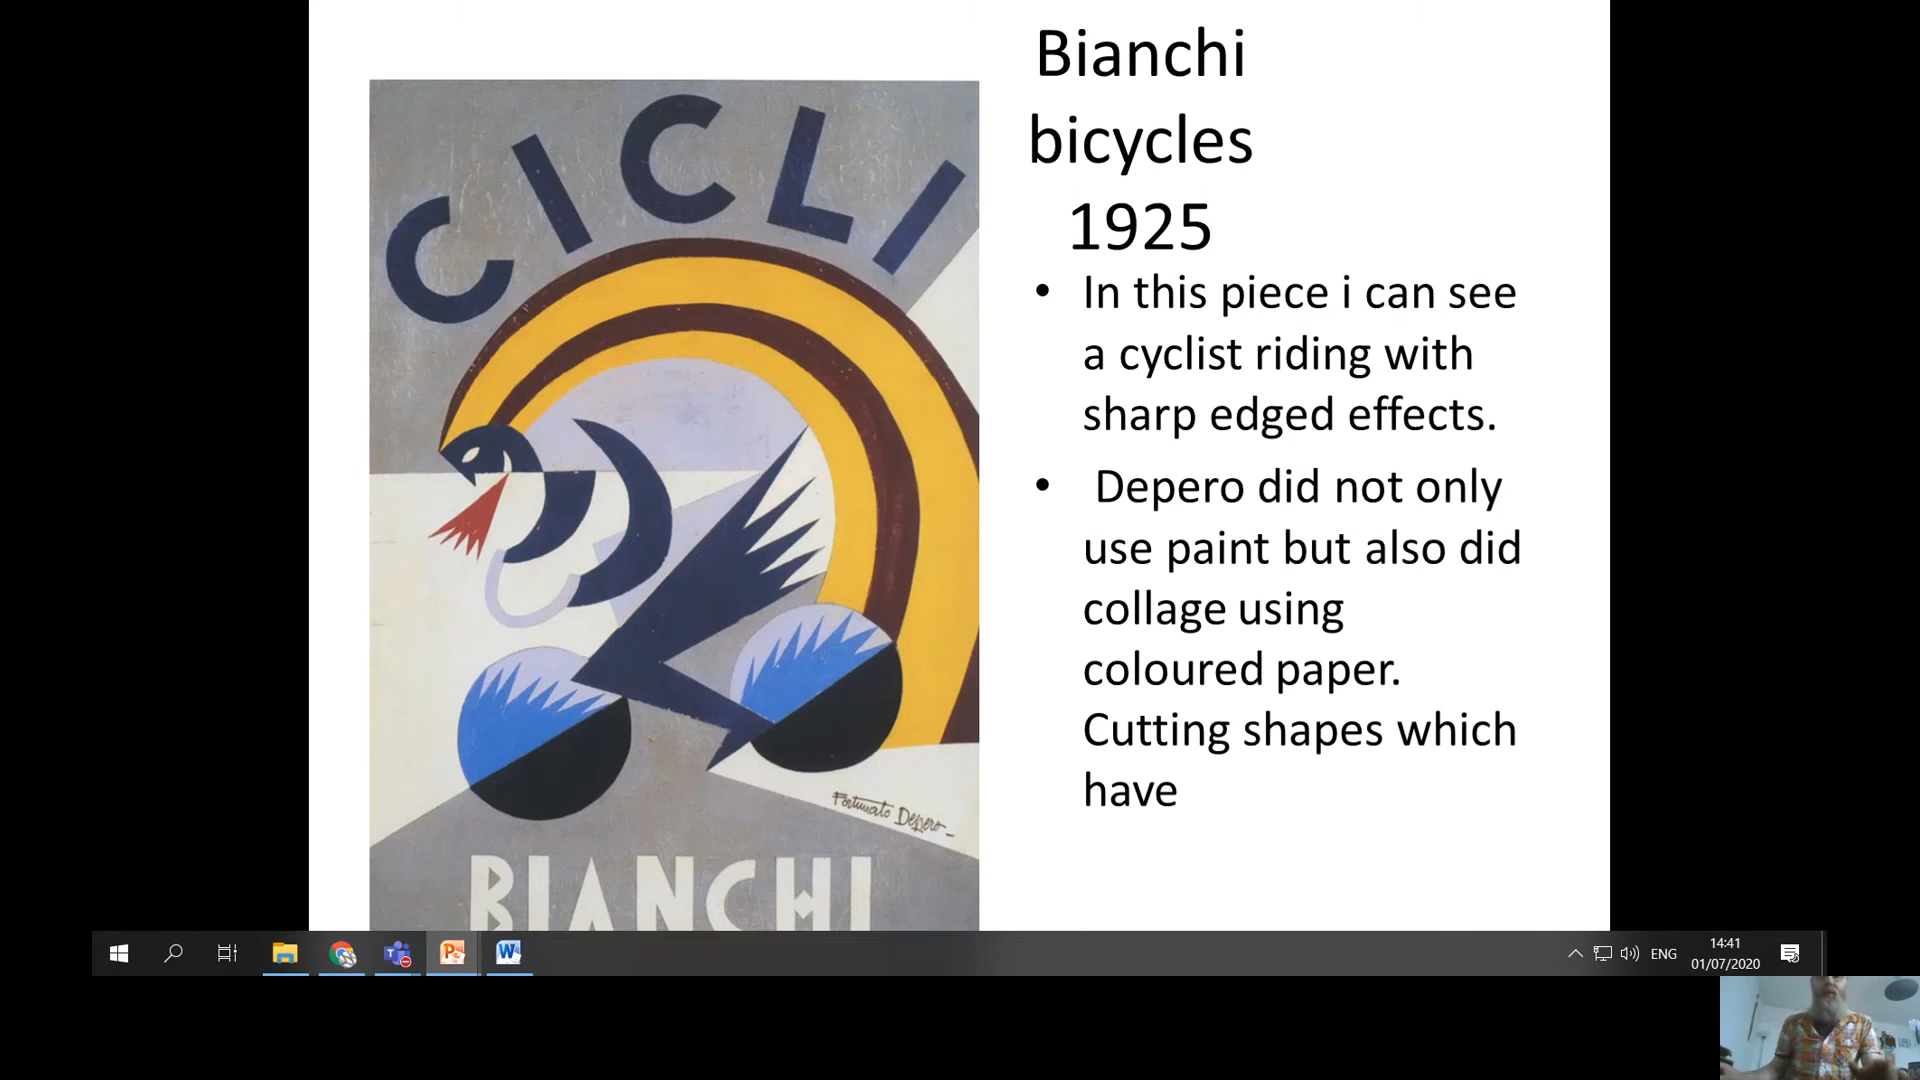 Bianchi
bicycles
1925
CICLI
• In this piece i can see
a cyclist riding with
sharp edged effects.
• Depero did not only
use paint but also did
collage using
coloured paper.
Cutting shapes which
have
Fortunato Depero
BIANCHI
ENG
14:41
01/07/2020